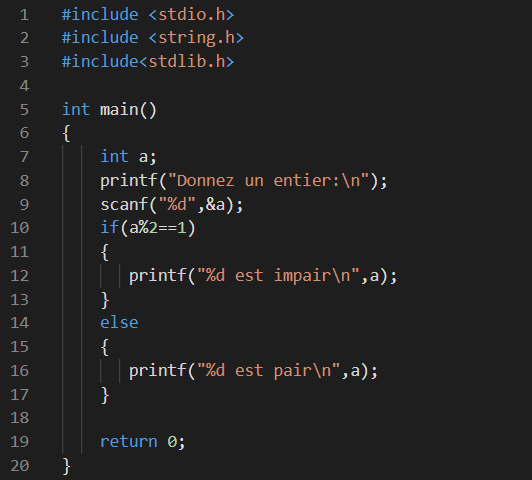 1 #include <stdio.h>
2 #include <string.h>
3 #include<stdlib.h>
4
5 int main()
6 {
7     int a;
8     printf("Donnez un entier:\n");
9     scanf("%d",&a);
10     if(a%2==1)
11     {
12         printf("%d est impair\n",a);
13     }
14     else
15     {
16         printf("%d est pair\n",a);
17     }
18
19     return 0;
20 }